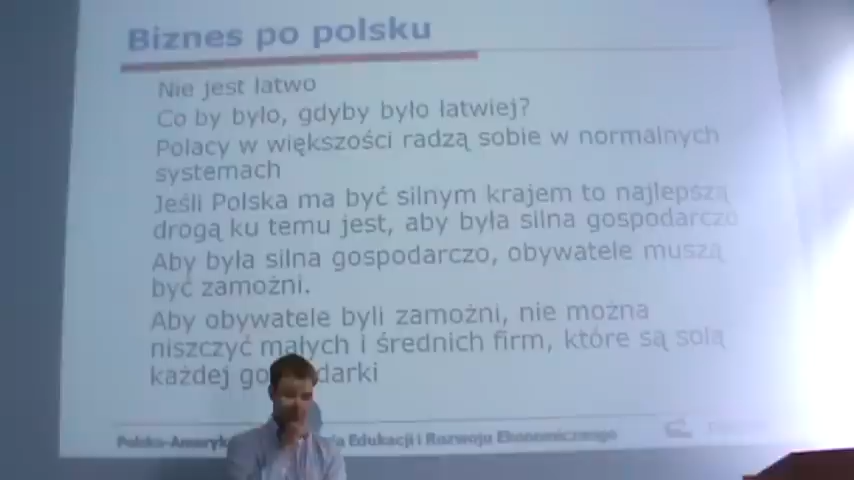 Biznes po polsku
Nie jest łatwo
Co by było, gdyby było łatwiej?
Polacy w większości radzą sobie w normalnych
systemach
Jeśli Polska ma być silnym krajem to najlepszą
drogą ku temu jest, aby była silna gospodarczo
Aby była silna gospodarczo, obywatele muszą
być zamożni.
Aby obywatele byli zamożni, nie można
niszczyć małych i średnich firm, które są solą
każdej go darki
Edukacji i Rozwoju Ekonomicznego